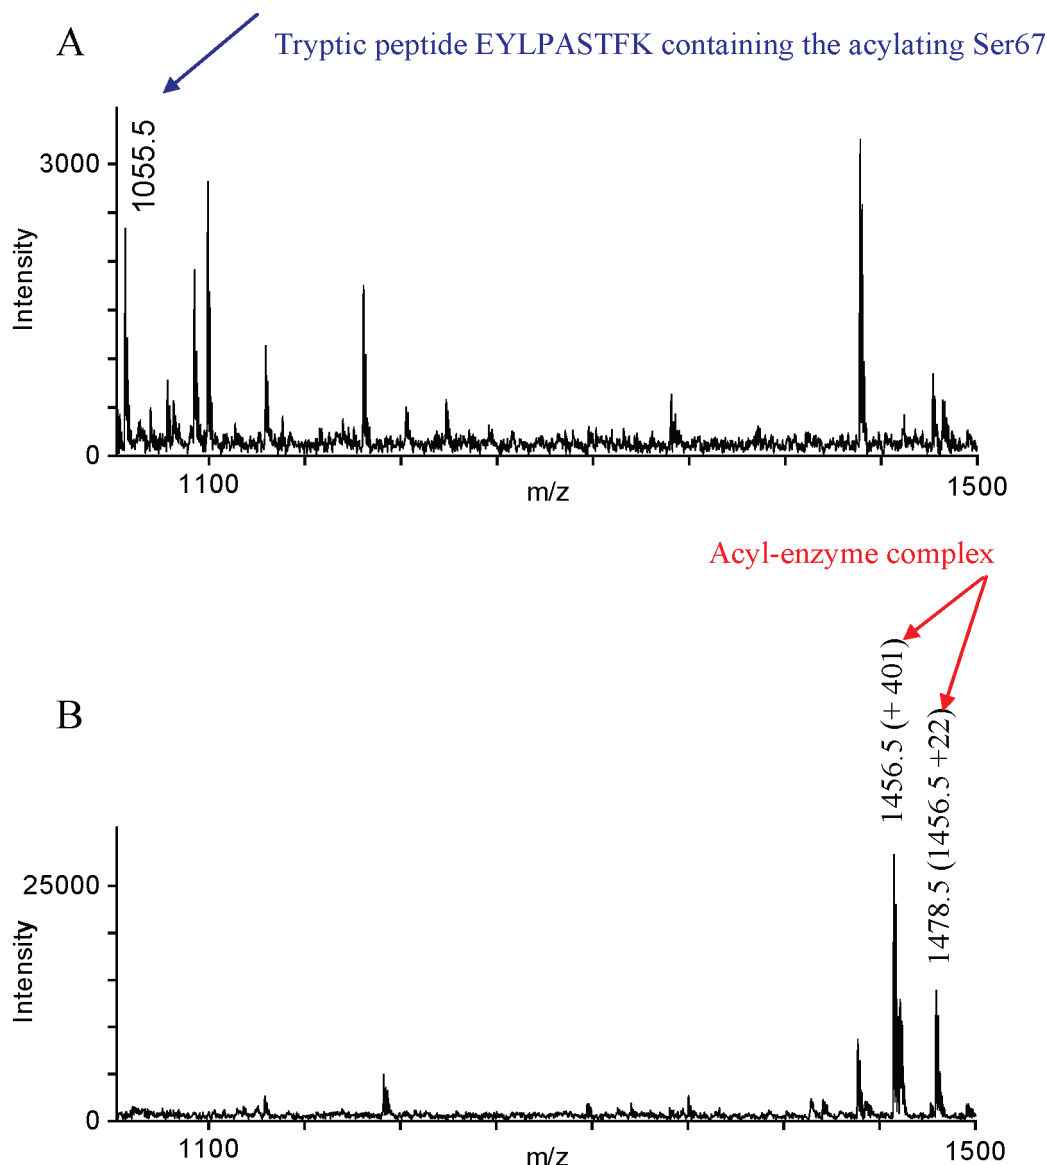 A
Tryptic peptide EYLPASTFK containing the acylating Ser67
1055.5
3000
Intensity
0
1100
m/z
1500
Acyl-enzyme complex
B
1456.5 (+ 401)
1478.5 (1456.5 +22)
25000
Intensity
0
1100
m/z
1500